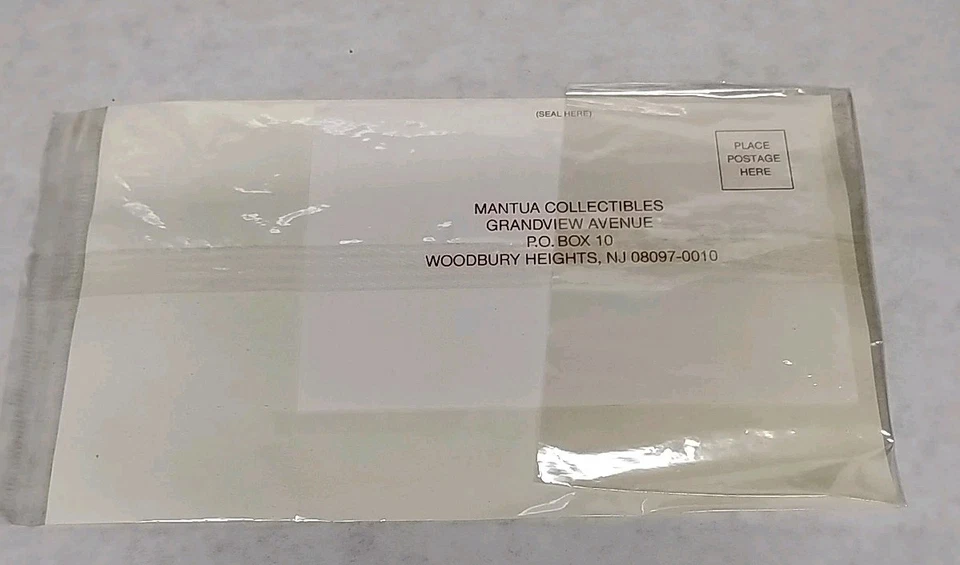 (SEAL HERE)
PLACE
POSTAGE
HERE
MANTUA COLLECTIBLES
GRANDVIEW AVENUE
P.O. BOX 10
WOODBURY HEIGHTS, NJ 08097-0010